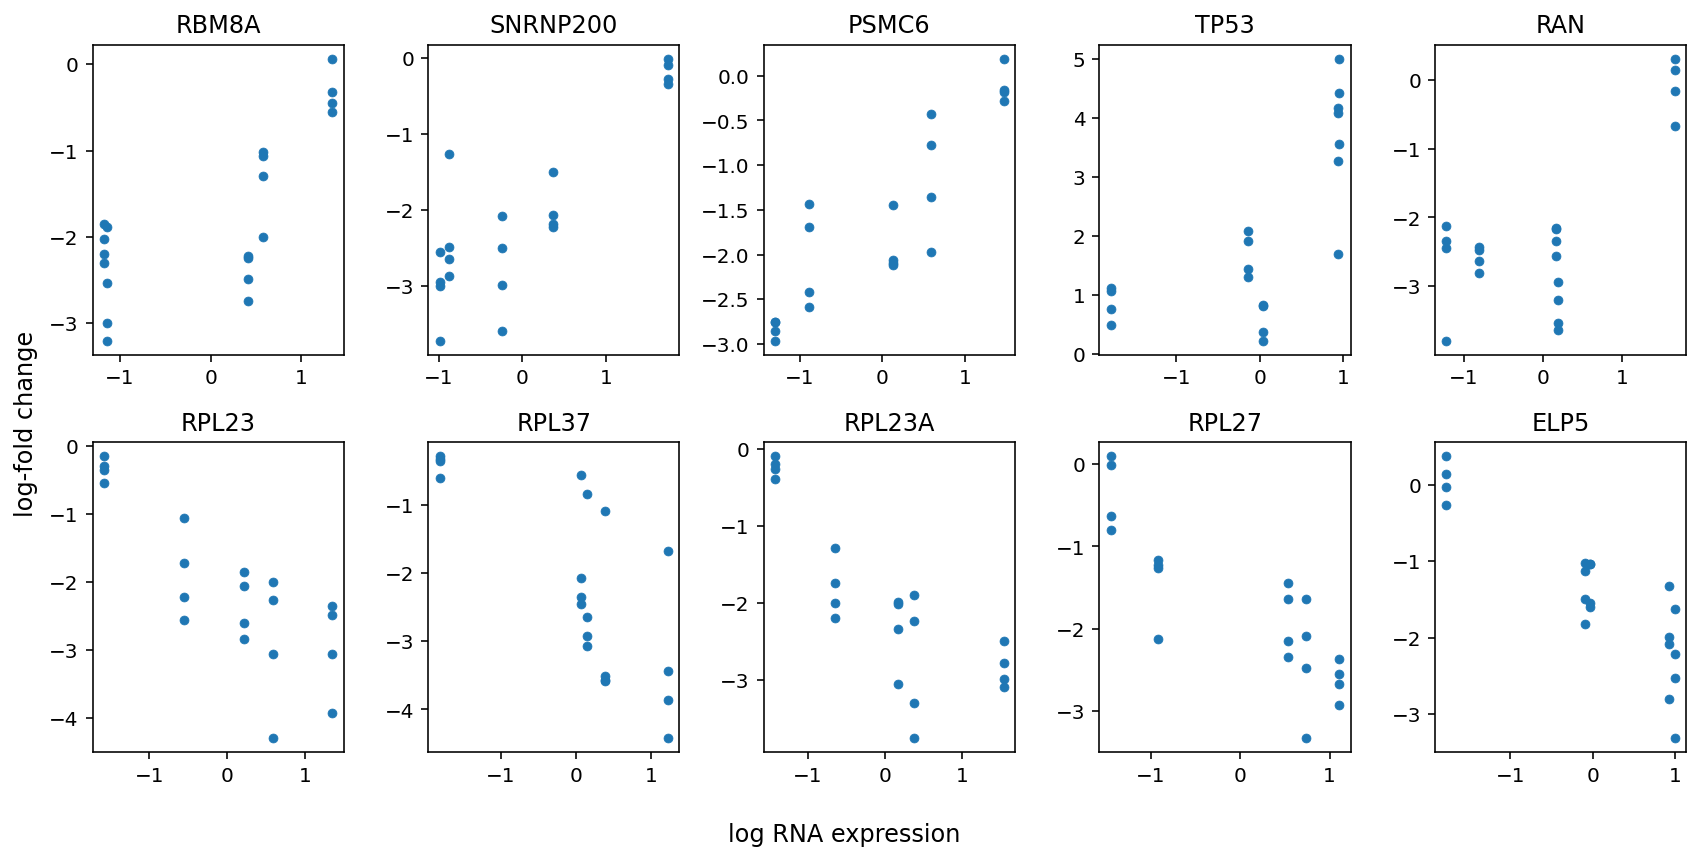 RBM8A SNRNP200 PSMC6 TP53 RAN
0 −1 −2 −3
−1 0 1
0 −1 −2 −3
−1 0 1
0.0 −0.5 −1.0 −1.5 −2.0 −2.5 −3.0
−1 0 1
5 4 3 2 1 0
−1 0 1
0 −1 −2 −3
−1 0 1
log-fold change
RPL23 RPL37 RPL23A RPL27 ELP5
0 −1 −2 −3 −4
−1 0 1
−1 −2 −3 −4
−1 0 1
0 −1 −2 −3
−1 0 1
0 −1 −2 −3
−1 0 1
0 −1 −2 −3
−1 0 1
log RNA expression